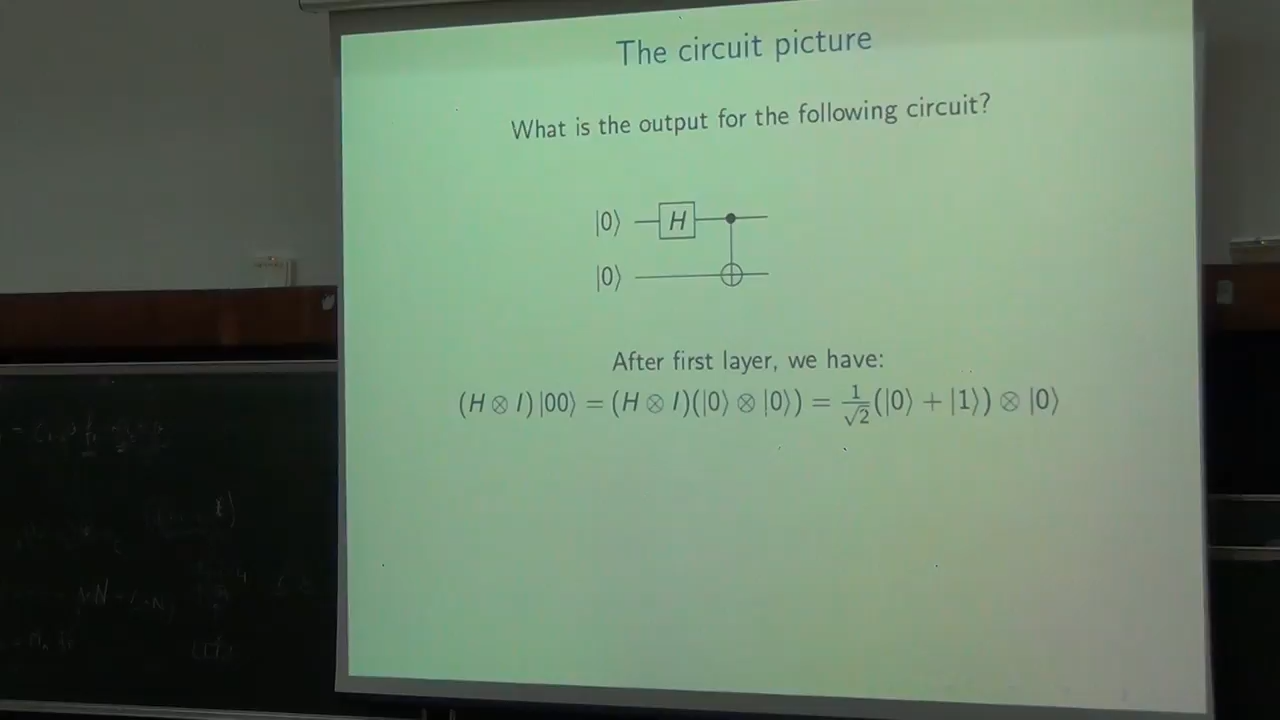 The circuit picture
What is the output for the following circuit?
|0⟩ H
|0⟩
After first layer, we have:
(H ⊗ I) |00⟩ = (H ⊗ I)(|0⟩ ⊗ |0⟩) = 1/√2 (|0⟩ + |1⟩) ⊗ |0⟩